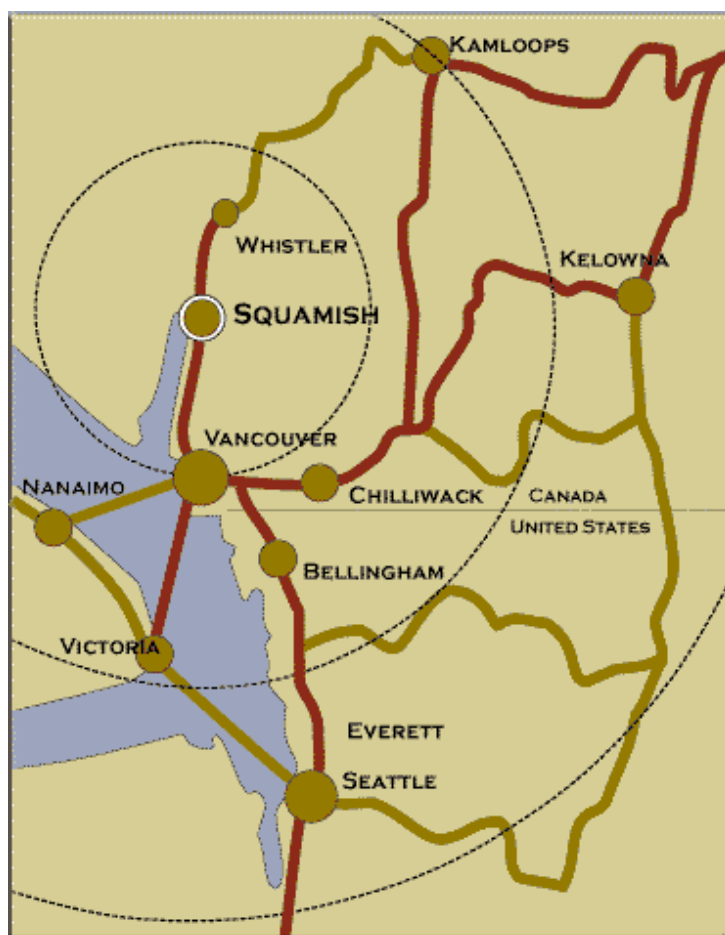 KAMLOOPS
WHISTLER
KELOWNA
SQUAMISH
VANCOUVER
NANAIMO
CHILLIWACK
CANADA
UNITED STATES
BELLINGHAM
VICTORIA
EVERETT
SEATTLE